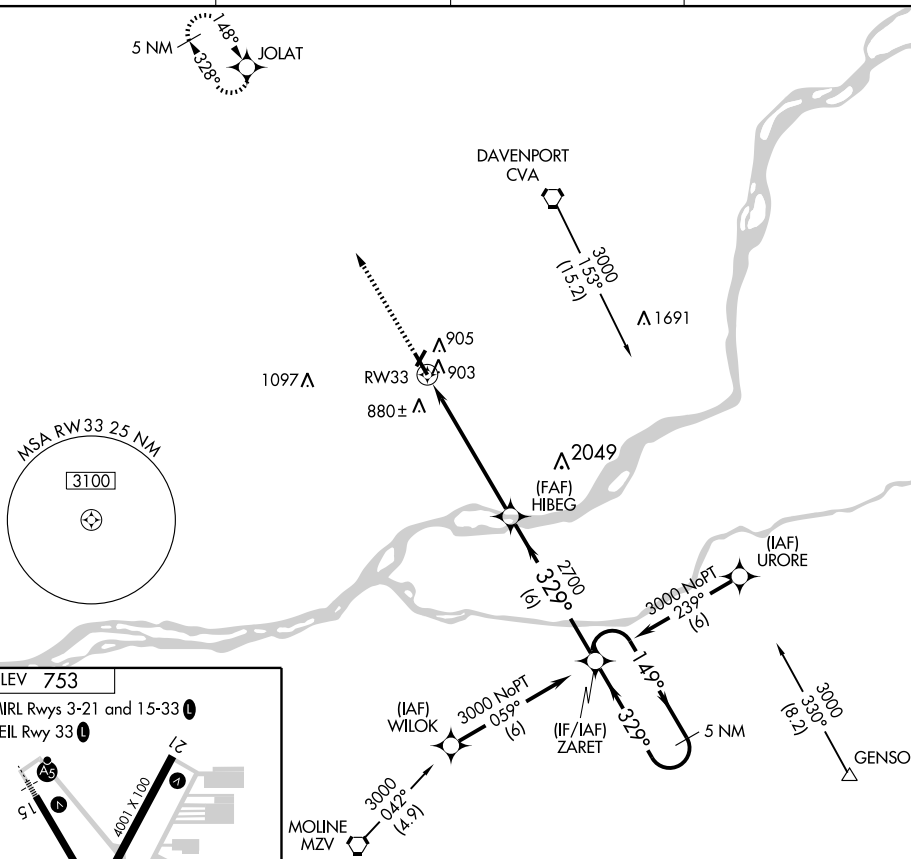 148°
5 NM
328°
JOLAT
DAVENPORT
CVA
3000
153°
(15.2)
1691
905
903
RW33
1097
880±
MSA RW33 25 NM
3100
2049
(FAF)
HIBEG
(IAF)
URORE
2700
329°
(6)
3000 NoPT
239°
(6)
149°
329°
5 NM
(IF/IAF)
ZARET
(IAF)
WILOK
3000 NoPT
059°
(6)
3000
330°
(8.2)
GENSO
3000
042°
(4.9)
MOLINE
MZV
LEV 753
MIRL Rwys 3-21 and 15-33 L
EIL Rwy 33 L
A5
V
15
21
V
4001 X 100